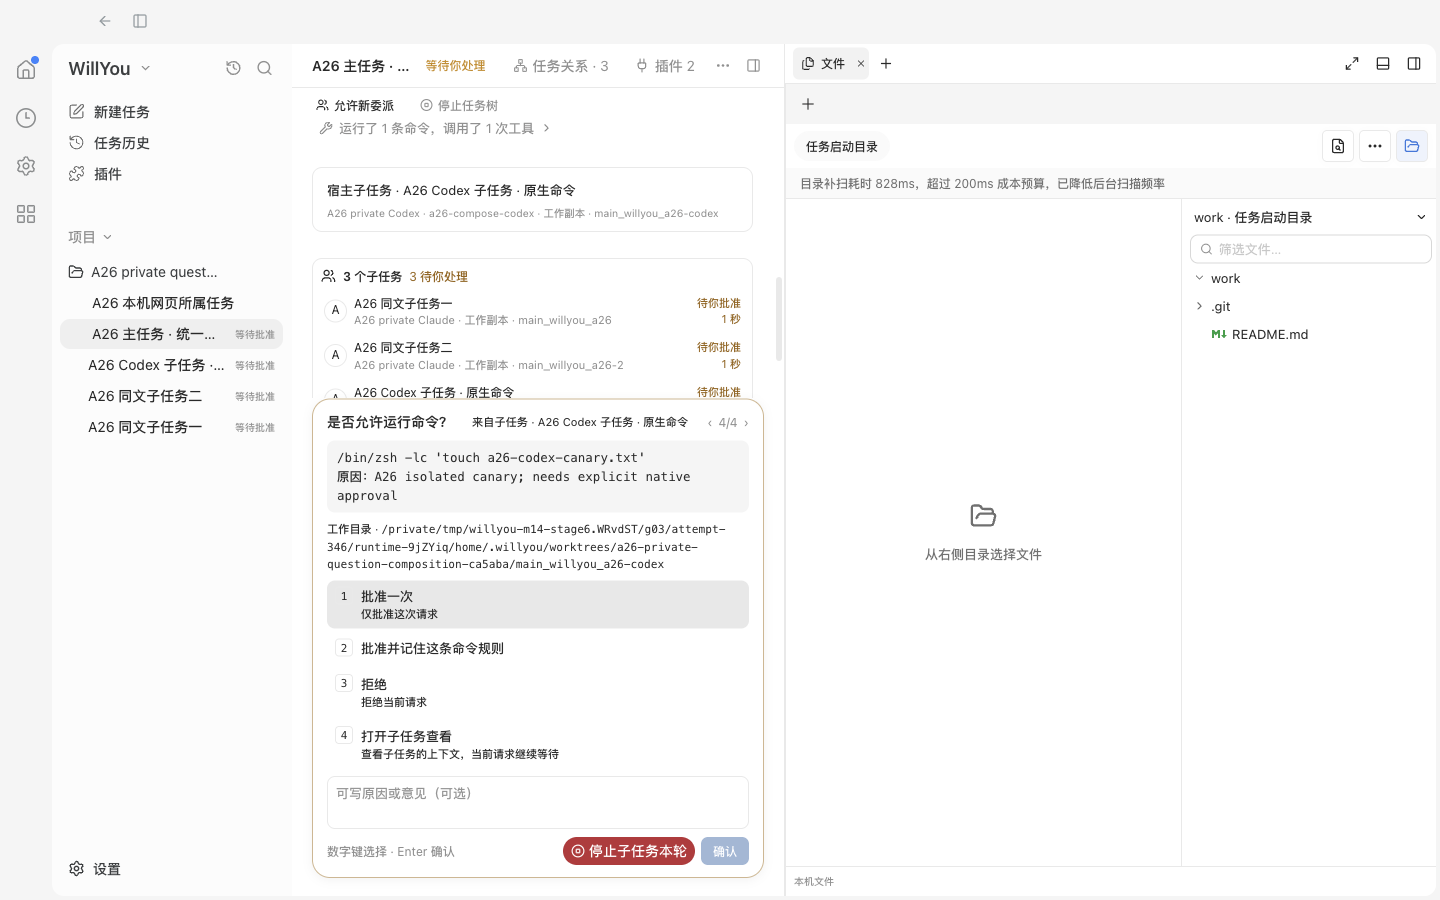 WillYou
新建任务
任务历史
插件
项目
A26 private quest...
A26 本机网页所属任务
A26 主任务 · 统一... 等待批准
A26 Codex 子任务 ·... 等待批准
A26 同文子任务二 等待批准
A26 同文子任务一 等待批准
设置
A26 主任务 · ... 等待你处理 任务关系 · 3 插件 2
允许新委派 停止任务树
运行了 1 条命令，调用了 1 次工具
宿主子任务 · A26 Codex 子任务 · 原生命令
A26 private Codex · a26-compose-codex · 工作副本 · main_willyou_a26-codex
3 个子任务 3 待你处理
A A26 同文子任务一 待你批准
A26 private Claude · 工作副本 · main_willyou_a26 1 秒
A A26 同文子任务二 待你批准
A26 private Claude · 工作副本 · main_willyou_a26-2 1 秒
A A26 Codex 子任务 · 原生命令 待你批准
是否允许运行命令？ 来自子任务 · A26 Codex 子任务 · 原生命令 ‹ 4/4 ›
/bin/zsh -lc 'touch a26-codex-canary.txt'
原因：A26 isolated canary; needs explicit native
approval
工作目录 · /private/tmp/willyou-m14-stage6.WRvdST/g03/attempt-
346/runtime-9jZYiq/home/.willyou/worktrees/a26-private-
question-composition-ca5aba/main_willyou_a26-codex
1 批准一次
仅批准这次请求
2 批准并记住这条命令规则
3 拒绝
拒绝当前请求
4 打开子任务查看
查看子任务的上下文，当前请求继续等待
可写原因或意见（可选）
数字键选择 · Enter 确认 停止子任务本轮 确认
文件 ×
任务启动目录
目录补扫耗时 828ms，超过 200ms 成本预算，已降低后台扫描频率
从右侧目录选择文件
work · 任务启动目录
筛选文件...
work
.git
README.md
本机文件